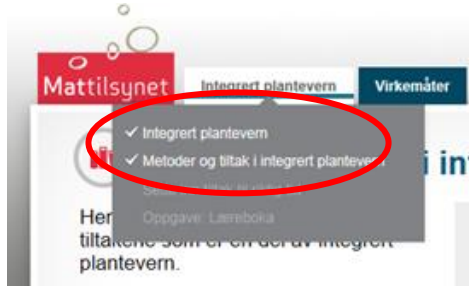 Mattilsynet
Integrert plantevern Virkemåter
✓ Integrert plantevern
✓ Metoder og tiltak i integrert plantevern
i in
Oppgave: Læreboka
Her
tiltakene som er en del av integrert
plantevern.